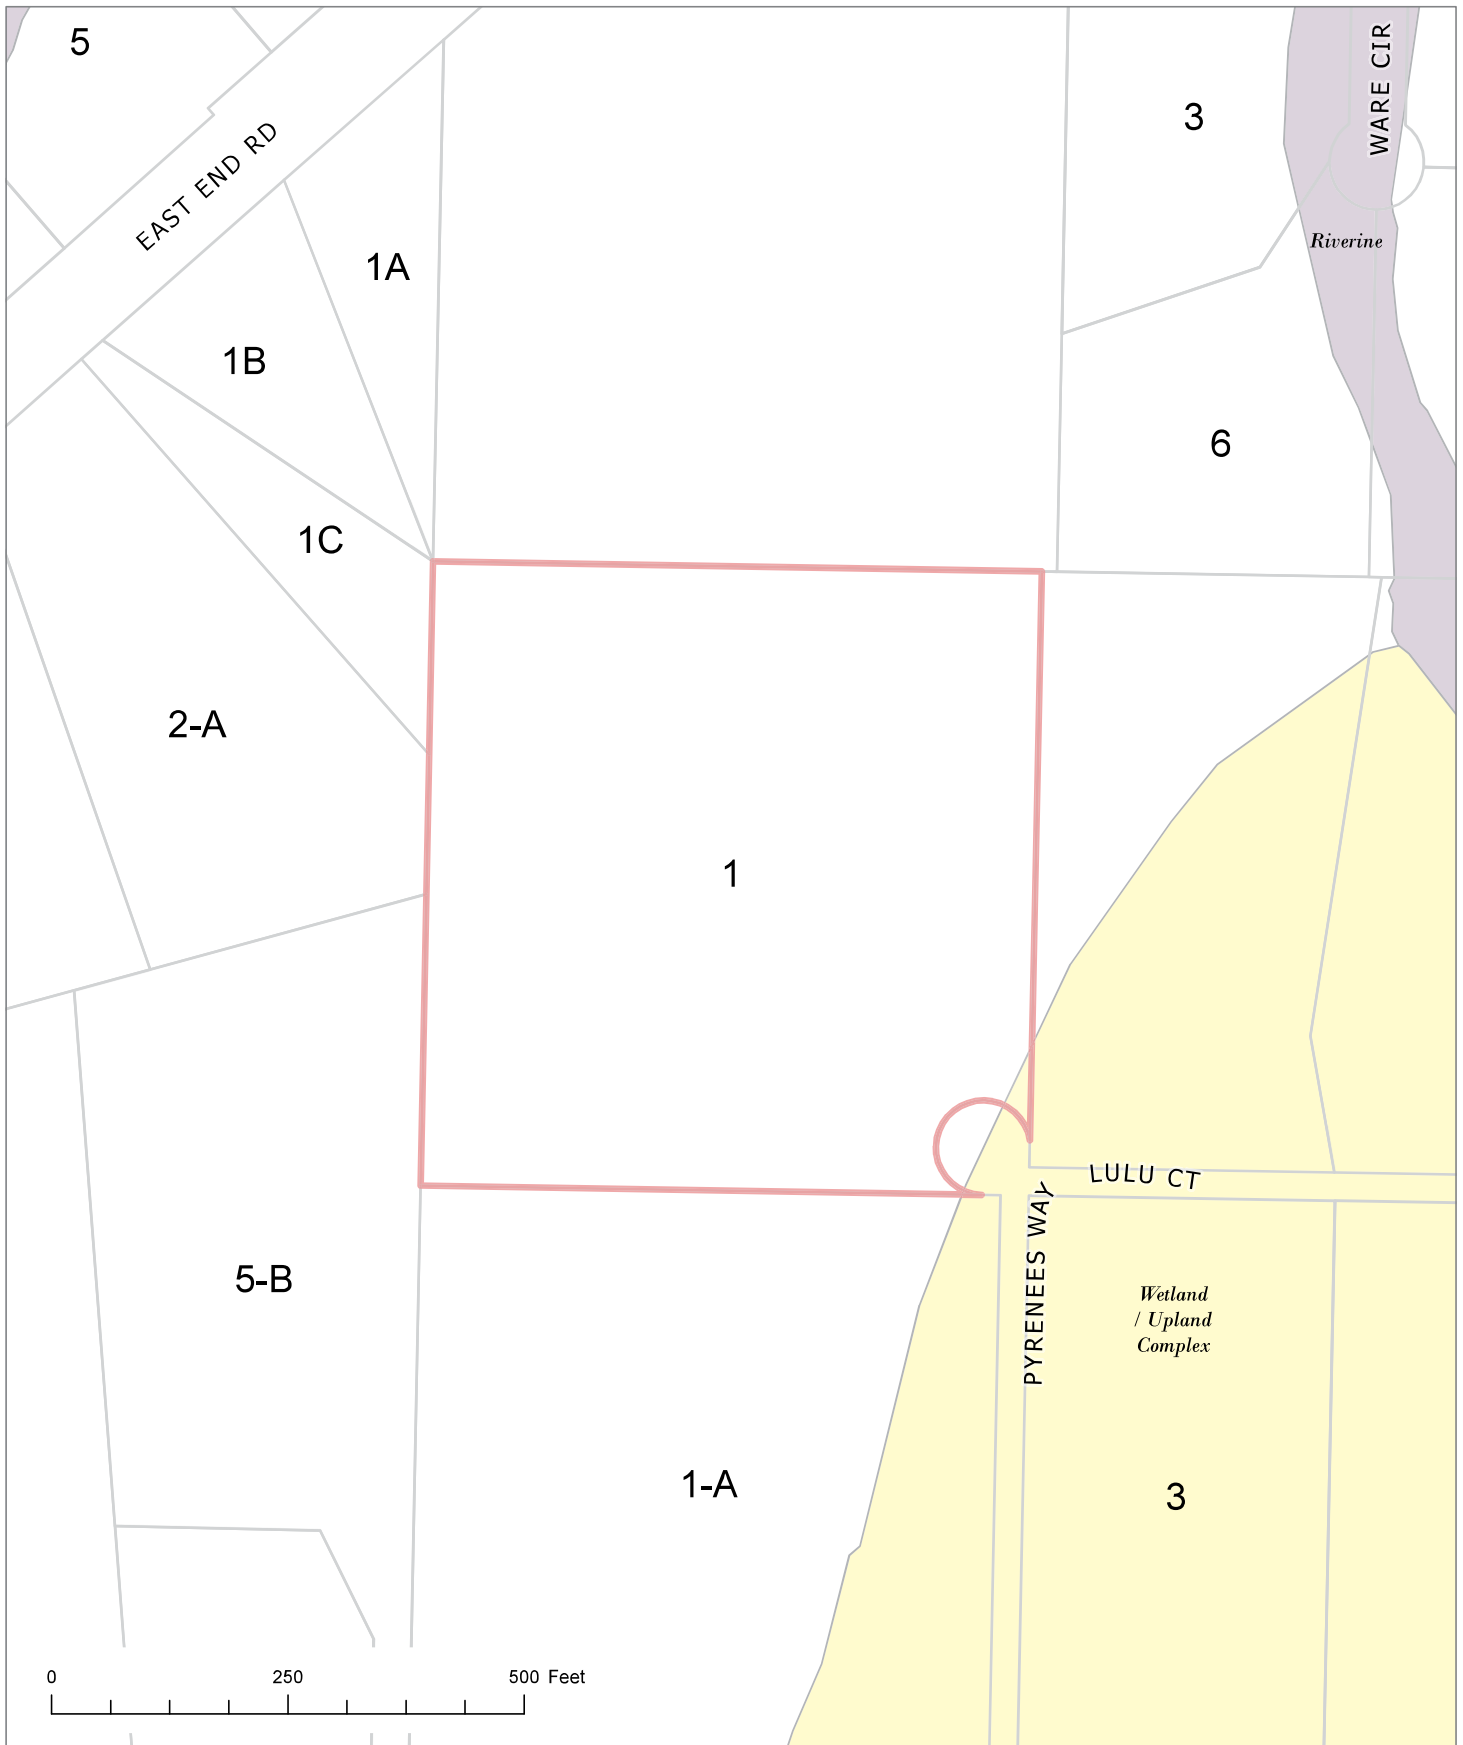 5
WARE CIR
3
EAST END RD
Riverine
1A
1B
6
1C
2-A
1
LULU CT
PYRENEES WAY
5-B
Wetland
/ Upland
Complex
1-A
3
0 250 500 Feet